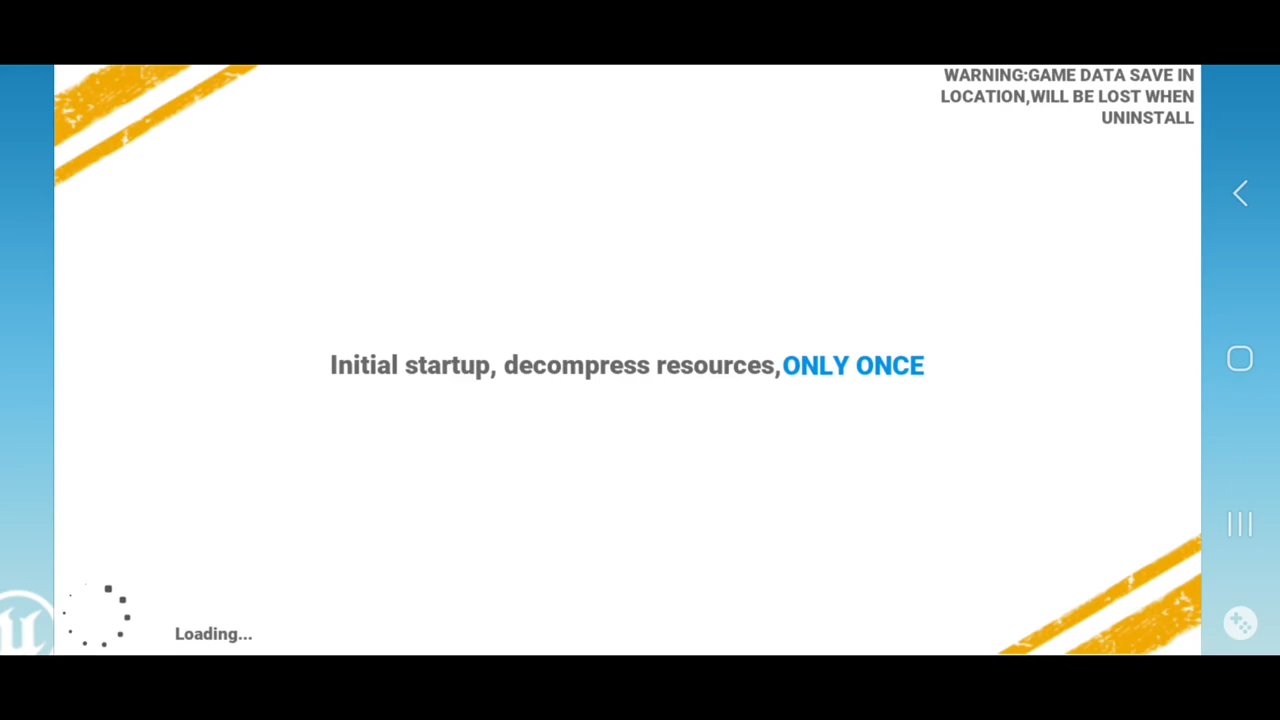 WARNING:GAME DATA SAVE IN
LOCATION,WILL BE LOST WHEN
UNINSTALL
Initial startup, decompress resources,ONLY ONCE
Loading...